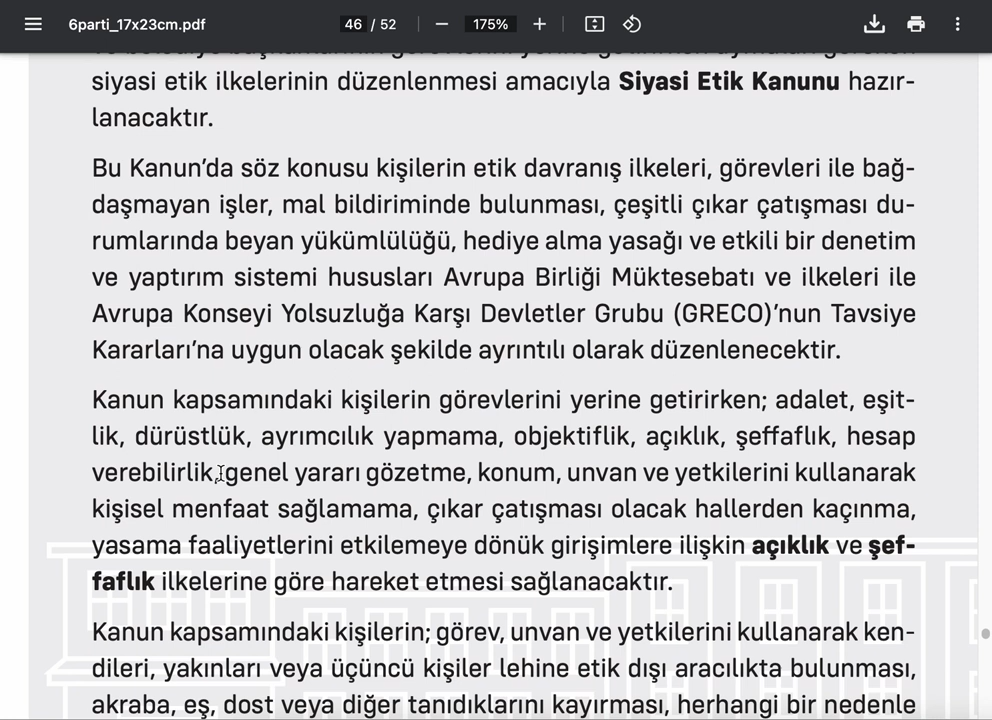 6parti_17x23cm.pdf 46 / 52 175%
siyasi etik ilkelerinin düzenlenmesi amacıyla Siyasi Etik Kanunu hazır-
lanacaktır.
Bu Kanun’da söz konusu kişilerin etik davranış ilkeleri, görevleri ile bağ-
daşmayan işler, mal bildiriminde bulunması, çeşitli çıkar çatışması du-
rumlarında beyan yükümlülüğü, hediye alma yasağı ve etkili bir denetim
ve yaptırım sistemi hususları Avrupa Birliği Müktesebatı ve ilkeleri ile
Avrupa Konseyi Yolsuzluğa Karşı Devletler Grubu (GRECO)’nun Tavsiye
Kararları’na uygun olacak şekilde ayrıntılı olarak düzenlenecektir.
Kanun kapsamındaki kişilerin görevlerini yerine getirirken; adalet, eşit-
lik, dürüstlük, ayrımcılık yapmama, objektiflik, açıklık, şeffaflık, hesap
verebilirlik, genel yararı gözetme, konum, unvan ve yetkilerini kullanarak
kişisel menfaat sağlamama, çıkar çatışması olacak hallerden kaçınma,
yasama faaliyetlerini etkilemeye dönük girişimlere ilişkin açıklık ve şef-
faflık ilkelerine göre hareket etmesi sağlanacaktır.
Kanun kapsamındaki kişilerin; görev, unvan ve yetkilerini kullanarak ken-
dileri, yakınları veya üçüncü kişiler lehine etik dışı aracılıkta bulunması,
akraba, eş, dost veya diğer tanıdıklarını kayırması, herhangi bir nedenle